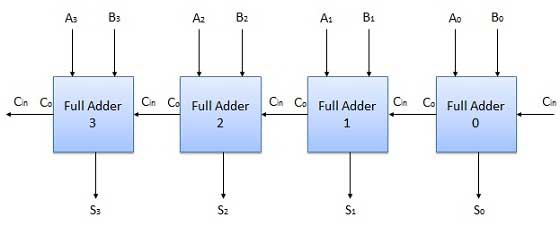 A3 B3 A2 B2 A1 B1 A0 B0
Cin Co Full Adder 3 Cin Co Full Adder 2 Cin Co Full Adder 1 Cin Co Full Adder 0 Cin
S3 S2 S1 S0